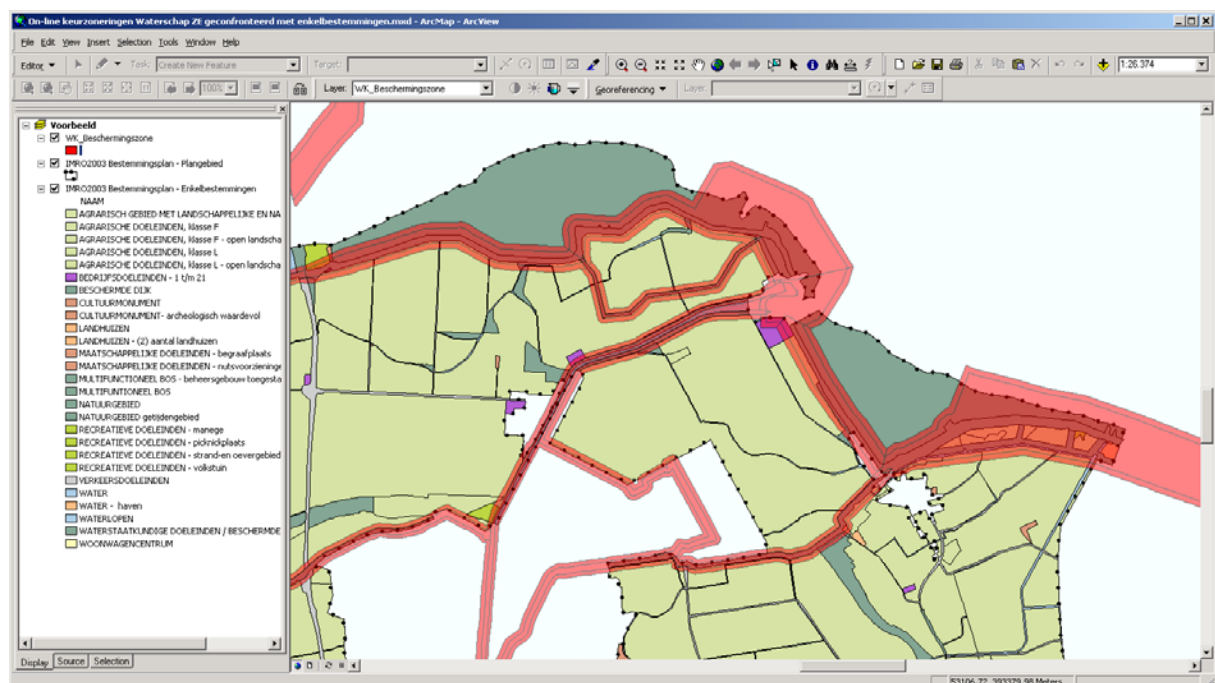 On-line keurzoneringen Waterschap ZE geconfronteerd met enkelbestemmingen.mxd - ArcMap - ArcView
File Edit View Insert Selection Tools Window Help
Editor Task: Create New Feature Target: 1:26.374
100% Layer: WK_Beschermingszone Georeferencing Layer:
Voorbeeld
WK_Beschermingszone
IMRO2003 Bestemmingsplan - Plangebied
IMRO2003 Bestemmingsplan - Enkelbestemmingen
NAAM
AGRARISCH GEBIED MET LANDSCHAPPELIJKE EN NA
AGRARISCHE DOELEINDEN, klasse F
AGRARISCHE DOELEINDEN, klasse F - open landscha
AGRARISCHE DOELEINDEN, klasse L
AGRARISCHE DOELEINDEN, klasse L - open landscha
BEDRIJFSDOELEINDEN - 1 t/m 21
BESCHERMDE DIJK
CULTUURMONUMENT
CULTUURMONUMENT- archeologisch waardevol
LANDHUIZEN
LANDHUIZEN - (2) aantal landhuizen
MAATSCHAPPELIJKE DOELEINDEN - begraafplaats
MAATSCHAPPELIJKE DOELEINDEN - nutsvoorzieninge
MULTIFUNCTIONEEL BOS - beheersgebouw toegesta
MULTIFUNTIONEEL BOS
NATUURGEBIED
NATUURGEBIED getijdengebied
RECREATIEVE DOELEINDEN - manege
RECREATIEVE DOELEINDEN - picknickplaats
RECREATIEVE DOELEINDEN - strand-en oevergebied
RECREATIEVE DOELEINDEN - volkstuin
VERKEERSDOELEINDEN
WATER
WATER - haven
WATERLOPEN
WATERSTAATKUNDIGE DOELEINDEN / BESCHERMDE
WOONWAGENCENTRUM
Display Source Selection
53106,72 393379,98 Meters